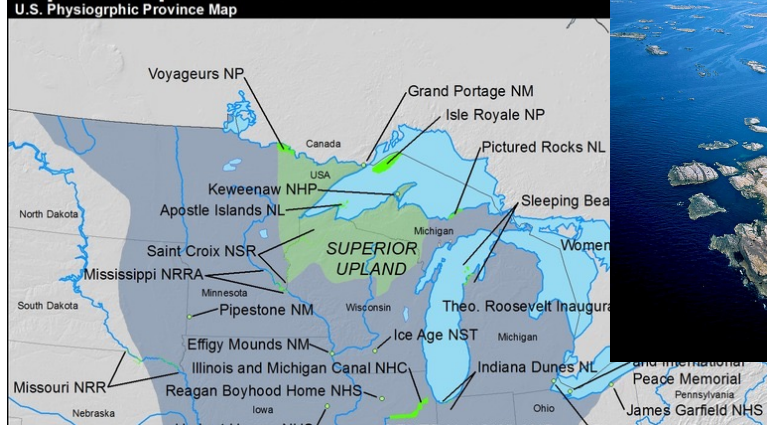 U.S. Physiogrphic Province Map
Voyageurs NP
Grand Portage NM
Isle Royale NP
Canada
Pictured Rocks NL
USA
Keweenaw NHP
Apostle Islands NL
Sleeping Bea
North Dakota
Michigan
SUPERIOR
UPLAND
Women
Saint Croix NSR
Mississippi NRRA
Minnesota
South Dakota
Pipestone NM
Wisconsin
Theo. Roosevelt Inaugura
Effigy Mounds NM
Ice Age NST
Michigan
Illinois and Michigan Canal NHC
Indiana Dunes NL
and International
Peace Memorial
Missouri NRR
Reagan Boyhood Home NHS
Pennsylvania
Nebraska
Iowa
Ohio
James Garfield NHS